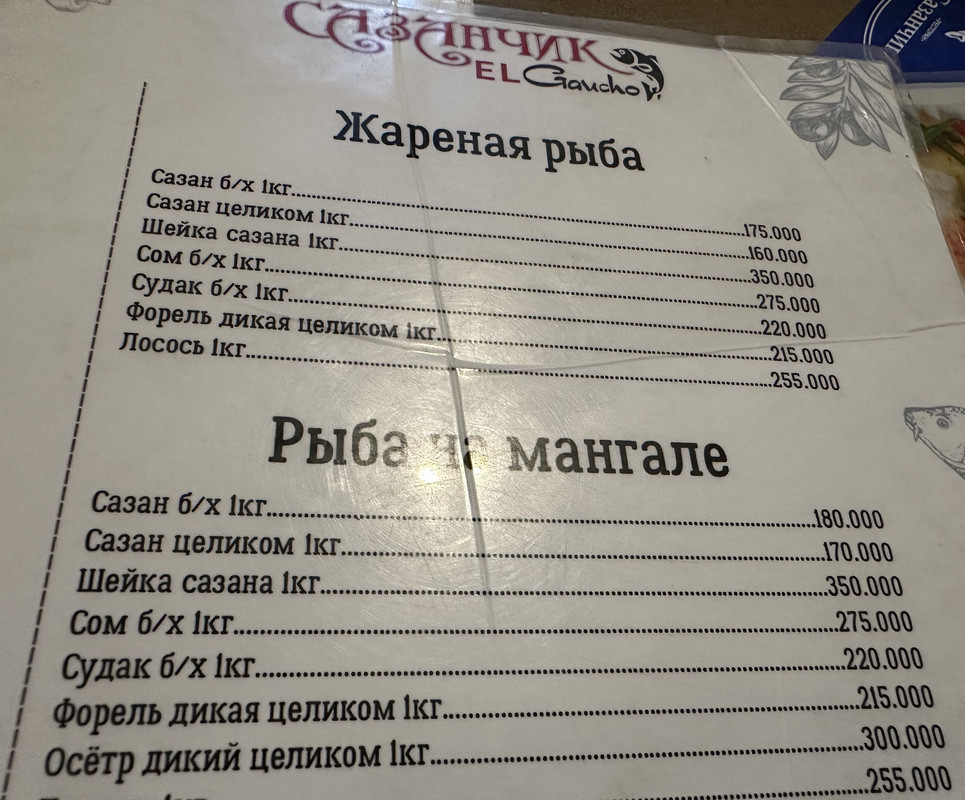 САЗАНЧИК
EL Gaucho
Жареная рыба
Сазан б/х 1кг.....175.000
Сазан целиком 1кг.....160.000
Шейка сазана 1кг.....350.000
Сом б/х 1кг.....275.000
Судак б/х 1кг.....220.000
Форель дикая целиком 1кг.....215.000
Лосось 1кг.....255.000
Рыба на мангале
Сазан б/х 1кг.....180.000
Сазан целиком 1кг.....170.000
Шейка сазана 1кг.....350.000
Сом б/х 1кг.....275.000
Судак б/х 1кг.....220.000
Форель дикая целиком 1кг.....215.000
Осётр дикий целиком 1кг.....300.000
.....255.000